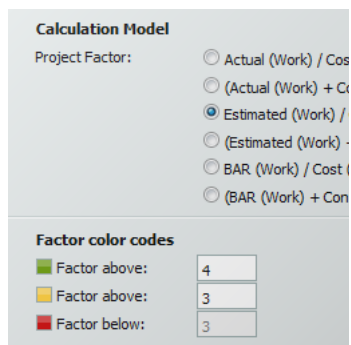 Calculation Model
Project Factor:
Actual (Work) / Cos
(Actual (Work) + Co
Estimated (Work) /
(Estimated (Work) -
BAR (Work) / Cost (
(BAR (Work) + Con
Factor color codes
Factor above: 4
Factor above: 3
Factor below: 3